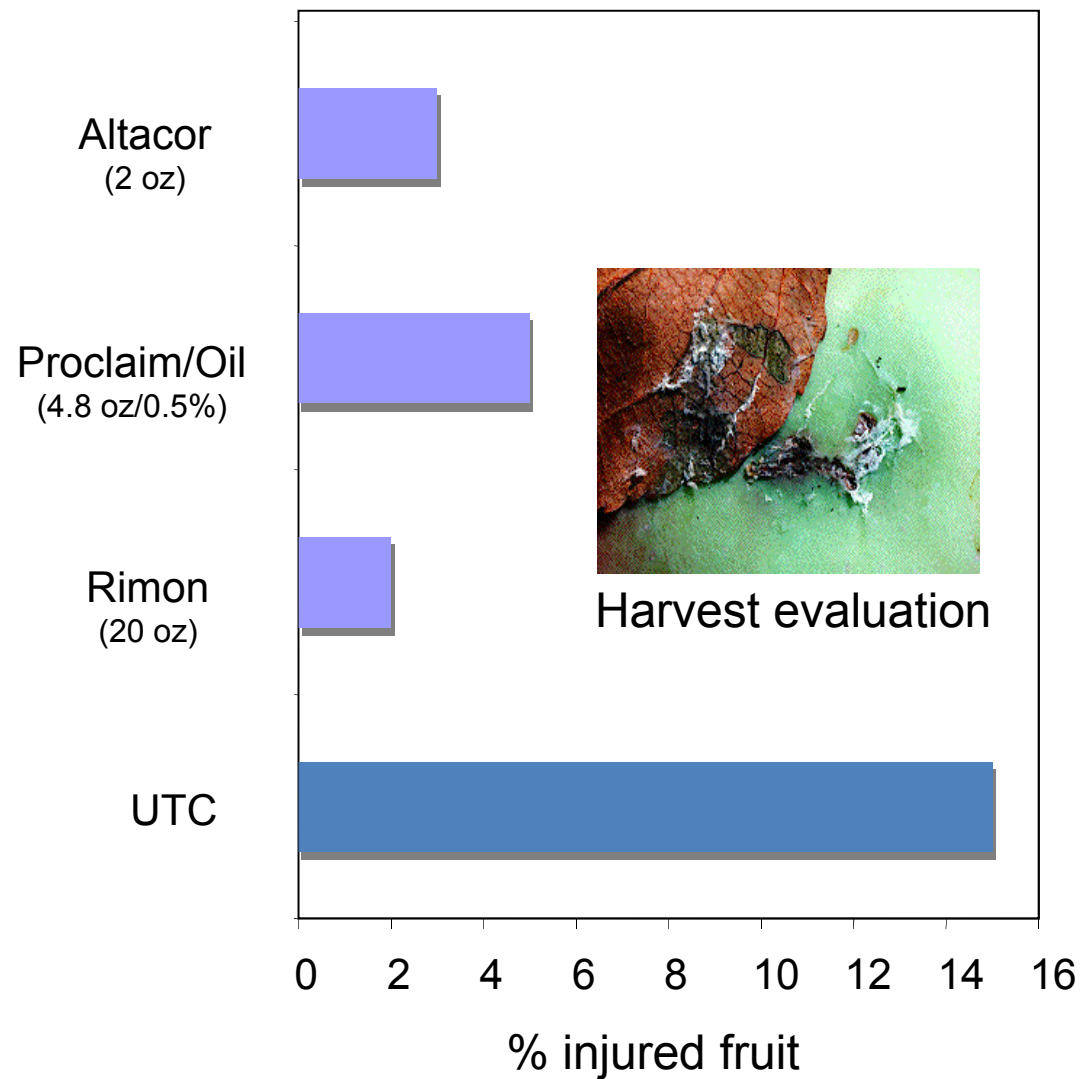 Altacor
(2 oz)
Proclaim/Oil
(4.8 oz/0.5%)
Rimon
(20 oz)
Harvest evaluation
UTC
0 2 4 6 8 10 12 14 16
% injured fruit